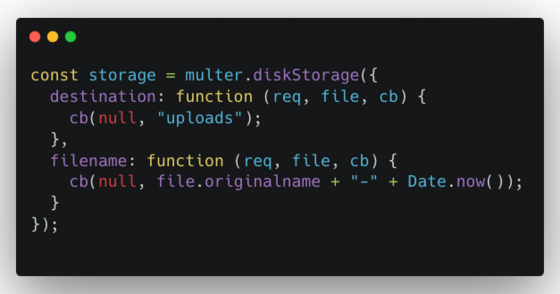 const storage = multer.diskStorage({
  destination: function (req, file, cb) {
    cb(null, "uploads");
  },
  filename: function (req, file, cb) {
    cb(null, file.originalname + "-" + Date.now());
  }
});